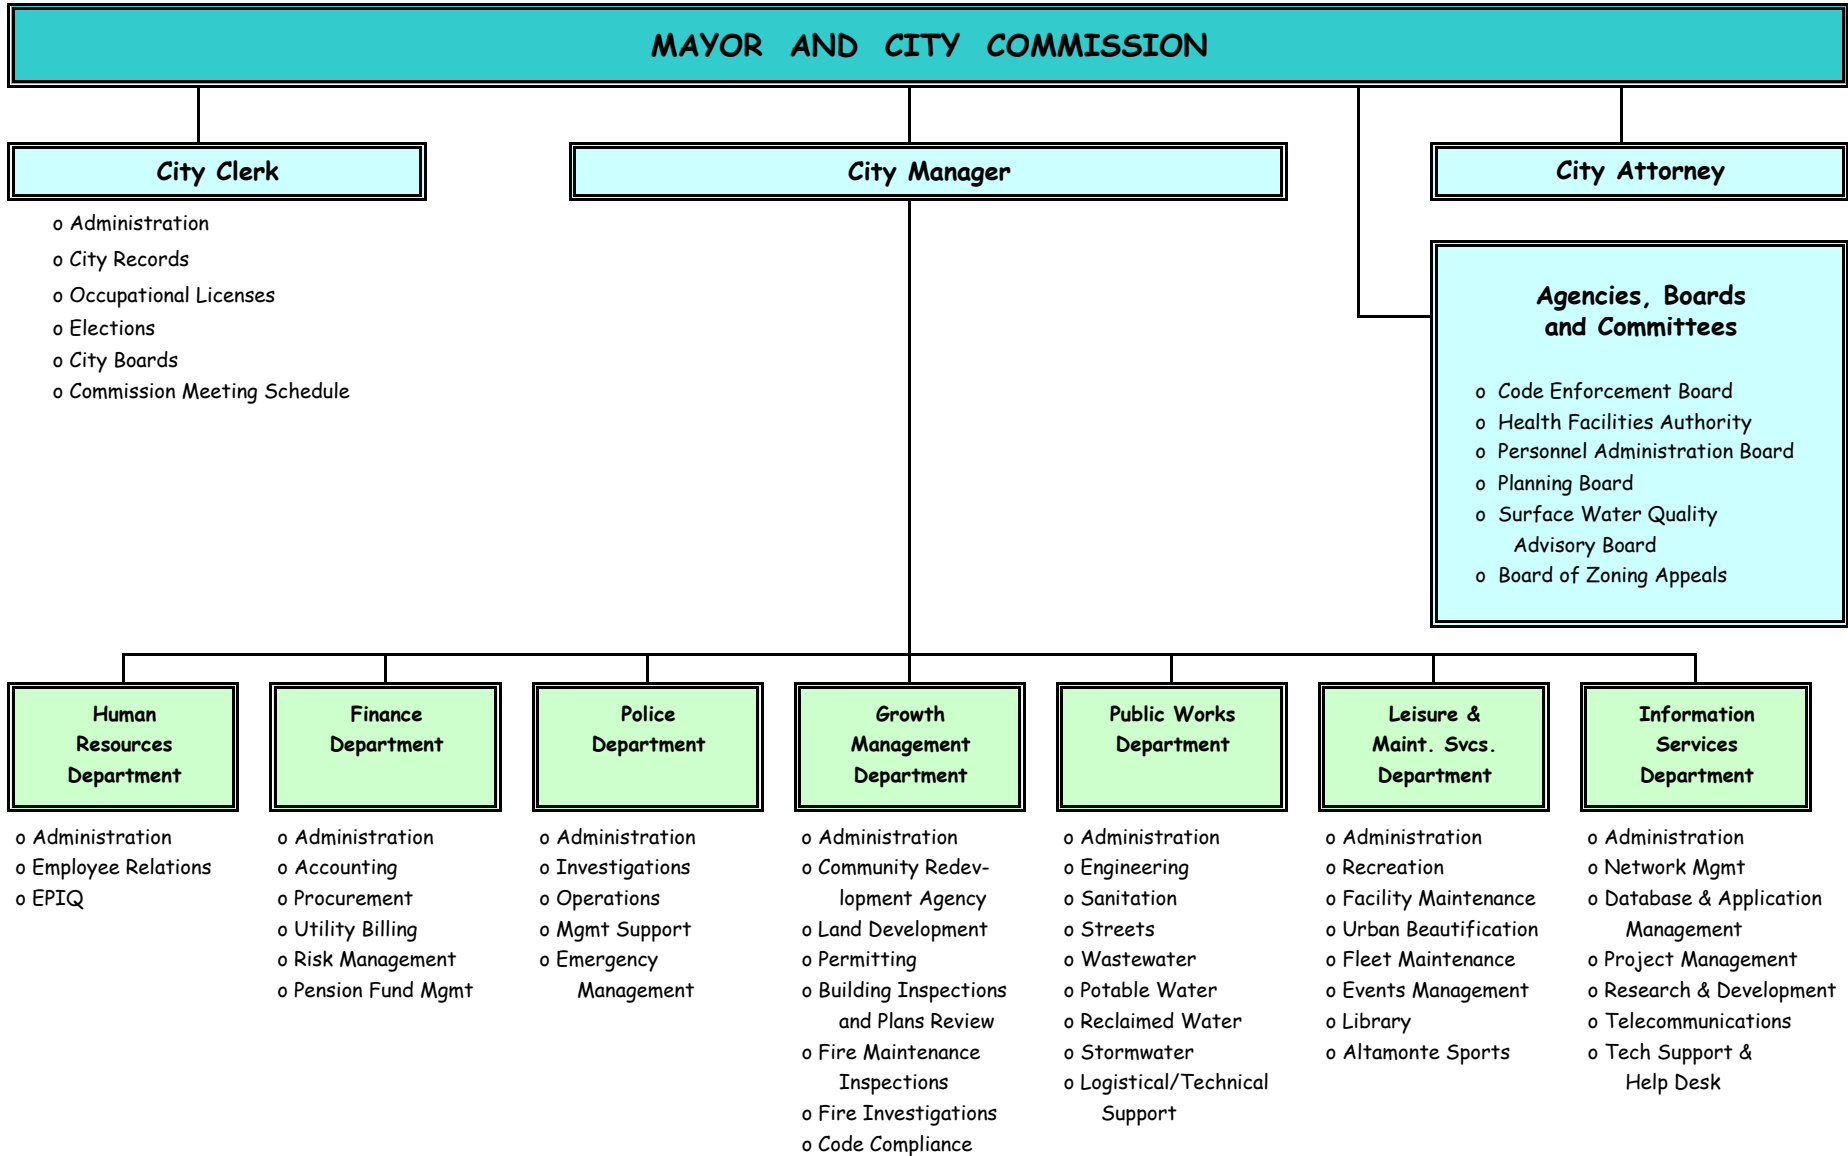 MAYOR AND CITY COMMISSION
City Clerk
o Administration
o City Records
o Occupational Licenses
o Elections
o City Boards
o Commission Meeting Schedule
City Manager
City Attorney
Agencies, Boards
and Committees
o Code Enforcement Board
o Health Facilities Authority
o Personnel Administration Board
o Planning Board
o Surface Water Quality
Advisory Board
o Board of Zoning Appeals
Human
Resources
Department
o Administration
o Employee Relations
o EPIQ
Finance
Department
o Administration
o Accounting
o Procurement
o Utility Billing
o Risk Management
o Pension Fund Mgmt
Police
Department
o Administration
o Investigations
o Operations
o Mgmt Support
o Emergency
Management
Growth
Management
Department
o Administration
o Community Redev-
lopment Agency
o Land Development
o Permitting
o Building Inspections
and Plans Review
o Fire Maintenance
Inspections
o Fire Investigations
o Code Compliance
Public Works
Department
o Administration
o Engineering
o Sanitation
o Streets
o Wastewater
o Potable Water
o Reclaimed Water
o Stormwater
o Logistical/Technical
Support
Leisure &
Maint. Svcs.
Department
o Administration
o Recreation
o Facility Maintenance
o Urban Beautification
o Fleet Maintenance
o Events Management
o Library
o Altamonte Sports
Information
Services
Department
o Administration
o Network Mgmt
o Database & Application
Management
o Project Management
o Research & Development
o Telecommunications
o Tech Support &
Help Desk